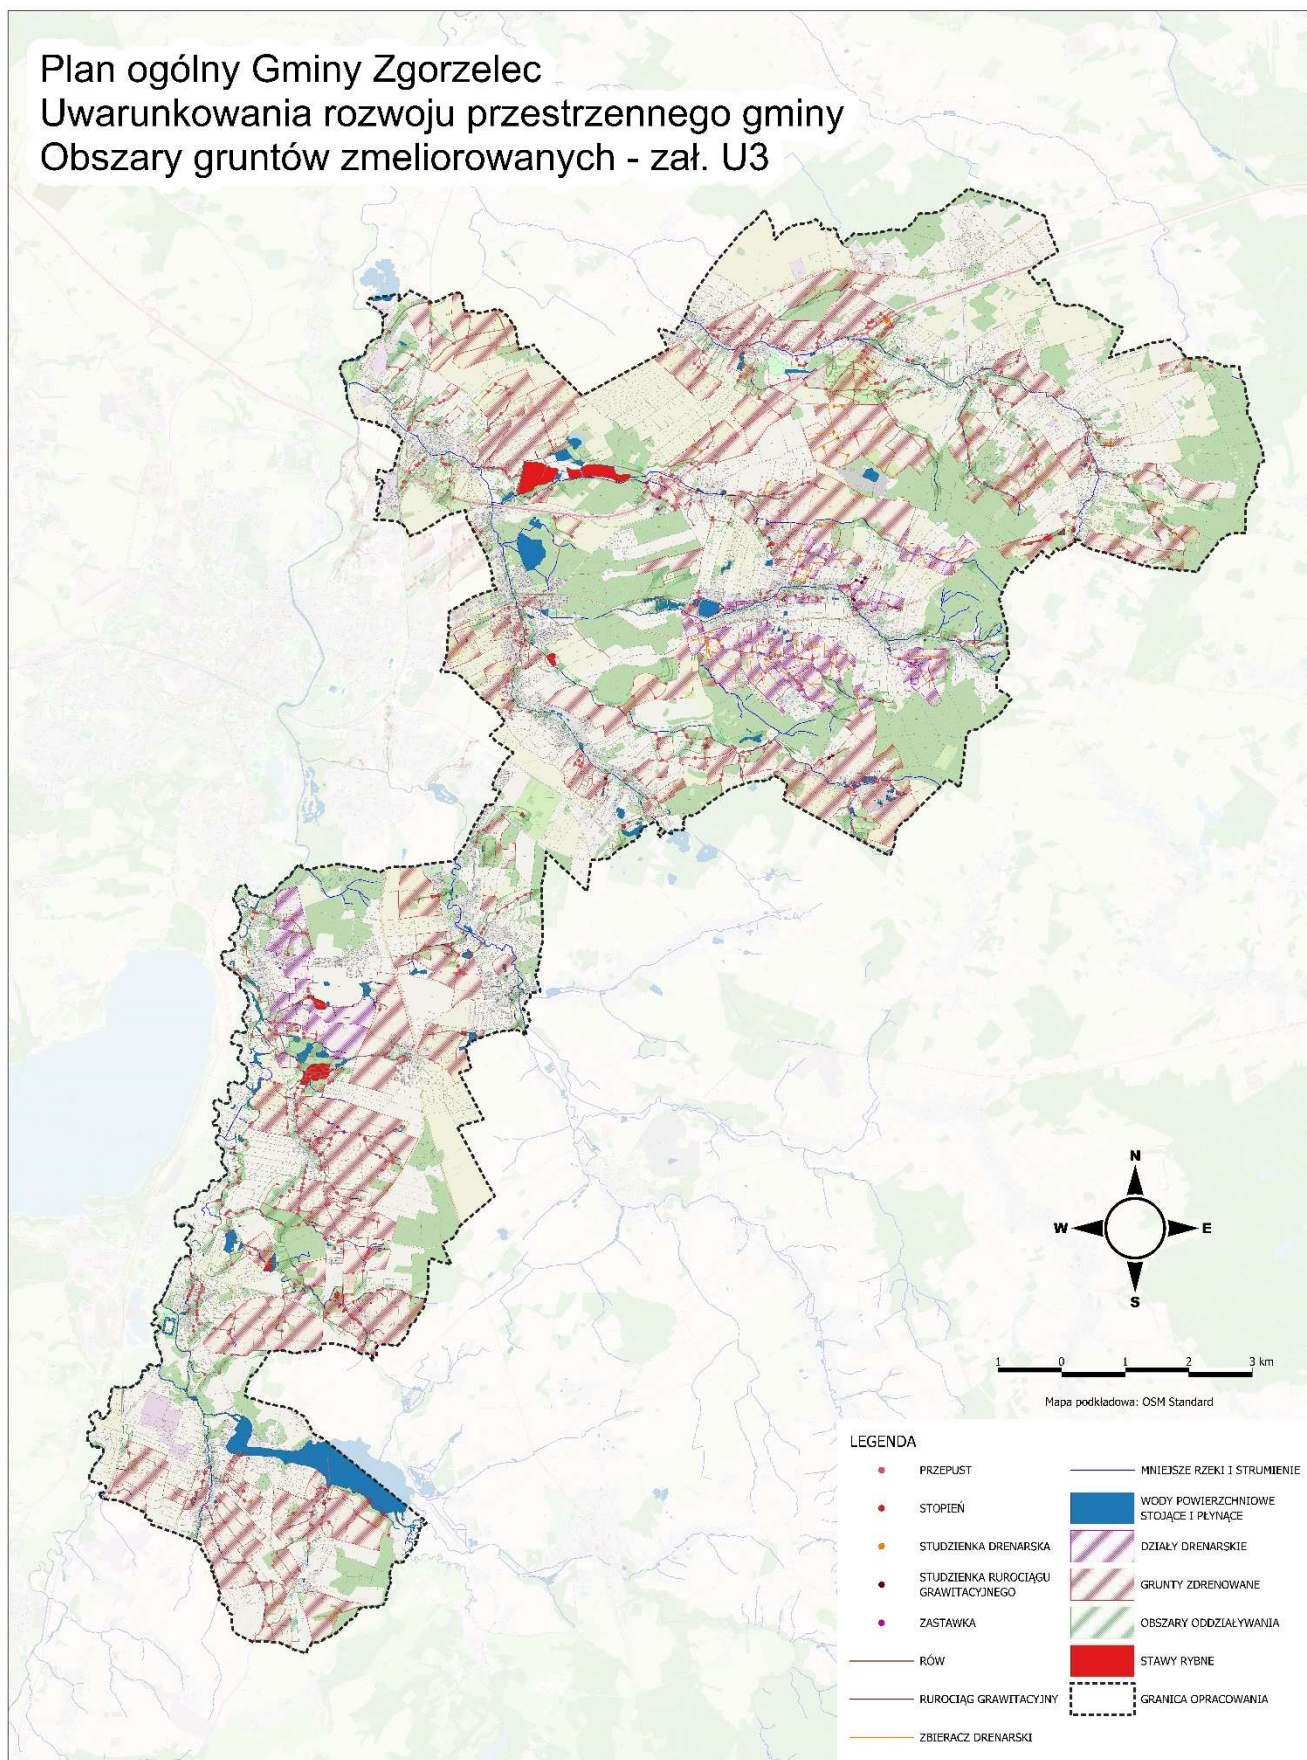 Plan ogólny Gminy Zgorzelec
Uwarunkowania rozwoju przestrzennego gminy
Obszary gruntów zmeliorowanych - zał. U3
N
W
E
S
1 0 1 2 3 km
Mapa podkładowa: OSM Standard
LEGENDA
PRZEPUST
STOPIEŃ
STUDZIENKA DRENARSKA
STUDZIENKA RUROCIĄGU
GRAWITACYJNEGO
ZASTAWKA
RÓW
RUROCIĄG GRAWITACYJNY
ZBIERACZ DRENARSKI
MNIEJSZE RZEKI I STRUMIENIE
WODY POWIERZCHNIOWE
STOJĄCE I PŁYNĄCE
DZIAŁY DRENARSKIE
GRUNTY ZDRENOWANE
OBSZARY ODDZIAŁYWANIA
STAWY RYBNE
GRANICA OPRACOWANIA